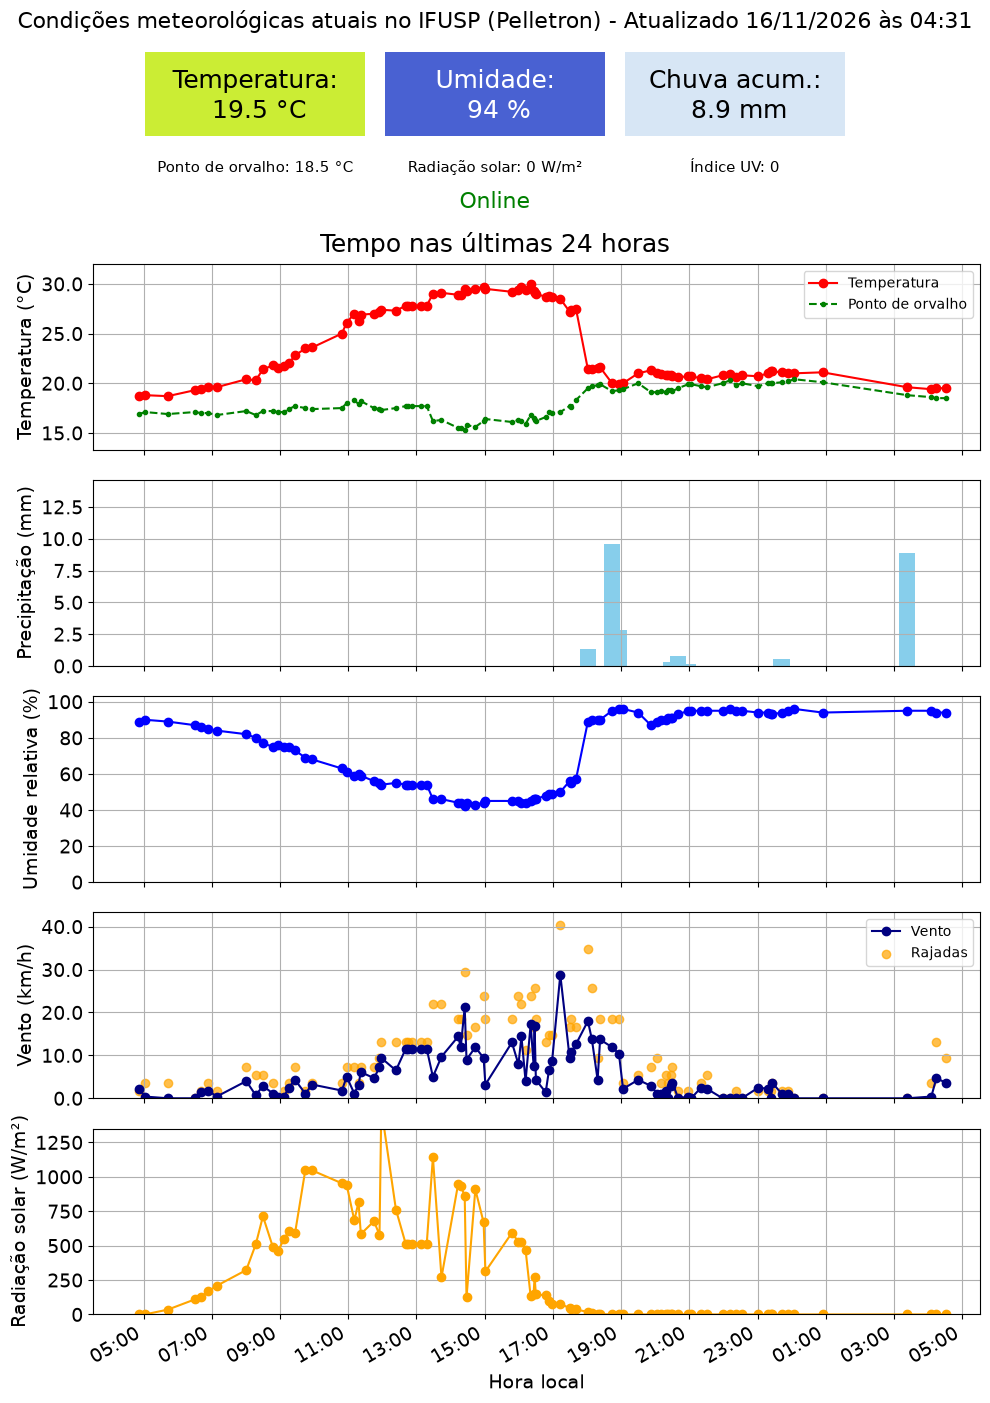 Condições meteorológicas atuais no IFUSP (Pelletron) - Atualizado 16/11/2026 às 04:31
Temperatura:
19.5 °C
Umidade:
94 %
Chuva acum.:
8.9 mm
Ponto de orvalho: 18.5 °C
Radiação solar: 0 W/m²
Índice UV: 0
Online
Tempo nas últimas 24 horas
Temperatura (°C)
30.0
25.0
20.0
15.0
Temperatura
Ponto de orvalho
Precipitação (mm)
12.5
10.0
7.5
5.0
2.5
0.0
Umidade relativa (%)
100
80
60
40
20
0
Vento (km/h)
40.0
30.0
20.0
10.0
0.0
Vento
Rajadas
Radiação solar (W/m²)
1250
1000
750
500
250
0
05:00 07:00 09:00 11:00 13:00 15:00 17:00 19:00 21:00 23:00 01:00 03:00 05:00
Hora local